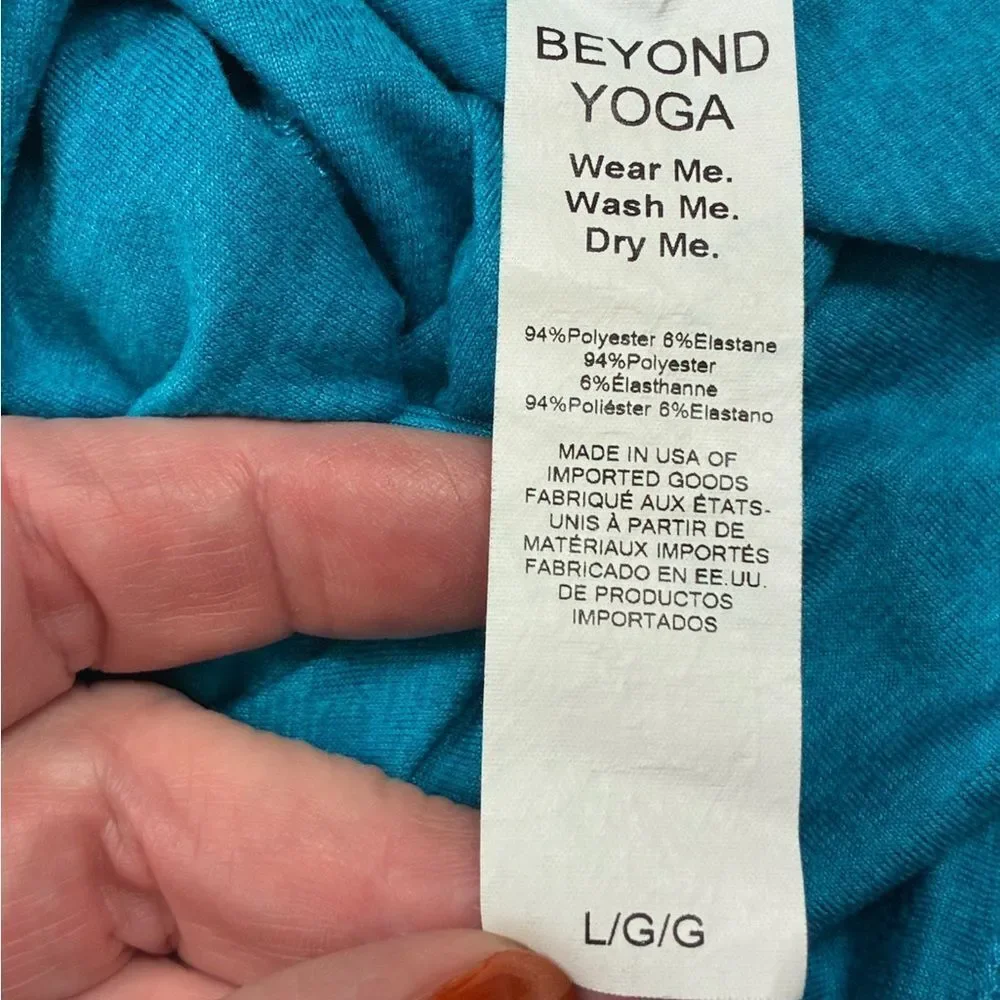 BEYOND
YOGA
Wear Me.
Wash Me.
Dry Me.
94%Polyester 6%Elastane
94%Polyester
6%Élasthanne
94%Poliéster 6%Elastano
MADE IN USA OF
IMPORTED GOODS
FABRIQUÉ AUX ÉTATS-
UNIS À PARTIR DE
MATÉRIAUX IMPORTÉS
FABRICADO EN EE.UU.
DE PRODUCTOS
IMPORTADOS
L/G/G